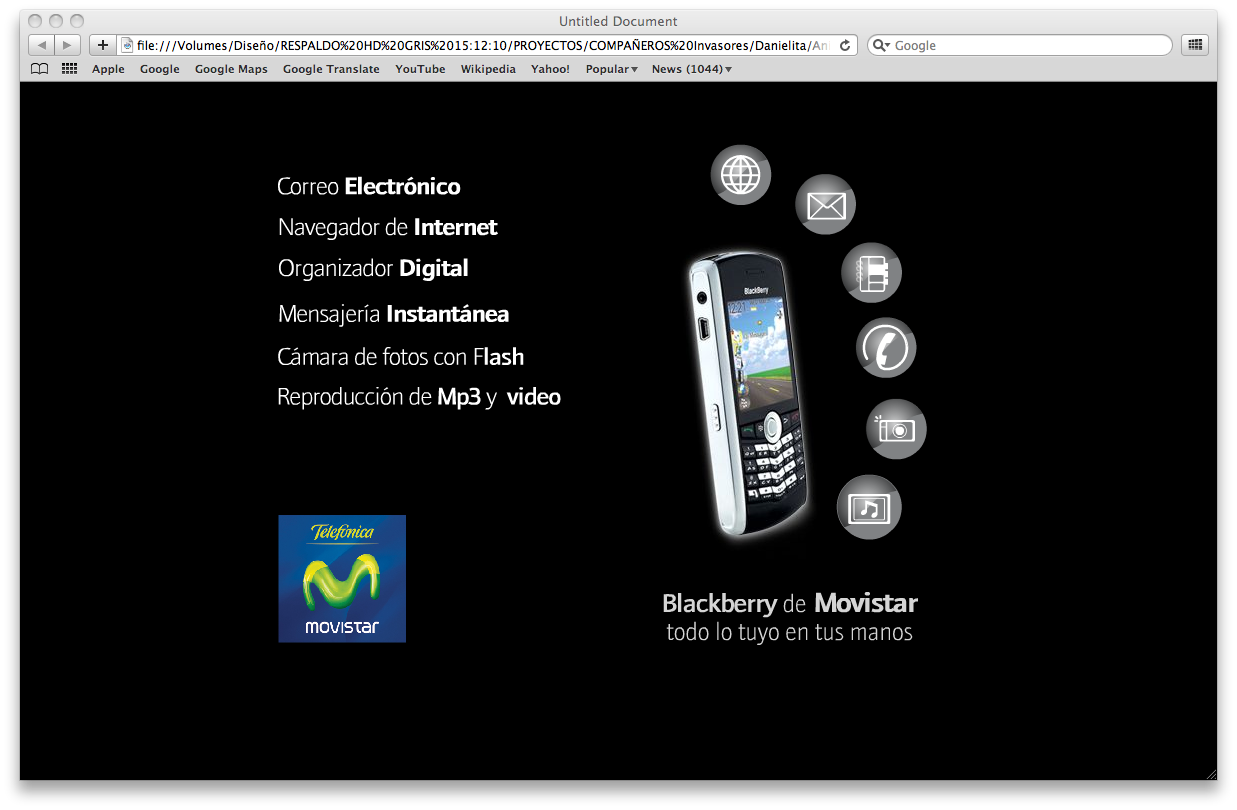 Untitled Document
file:///Volumes/Diseño/RESPALDO%20HD%20GRIS%2015:12:10/PROYECTOS/COMPAÑEROS%20Invasores/Danielita/An
Google
Apple Google Google Maps Google Translate YouTube Wikipedia Yahoo! Popular News (1044)
Correo Electrónico
Navegador de Internet
Organizador Digital
Mensajería Instantánea
Cámara de fotos con Flash
Reproducción de Mp3 y video
BlackBerry
12:21
Telefónica
movistar
Blackberry de Movistar
todo lo tuyo en tus manos